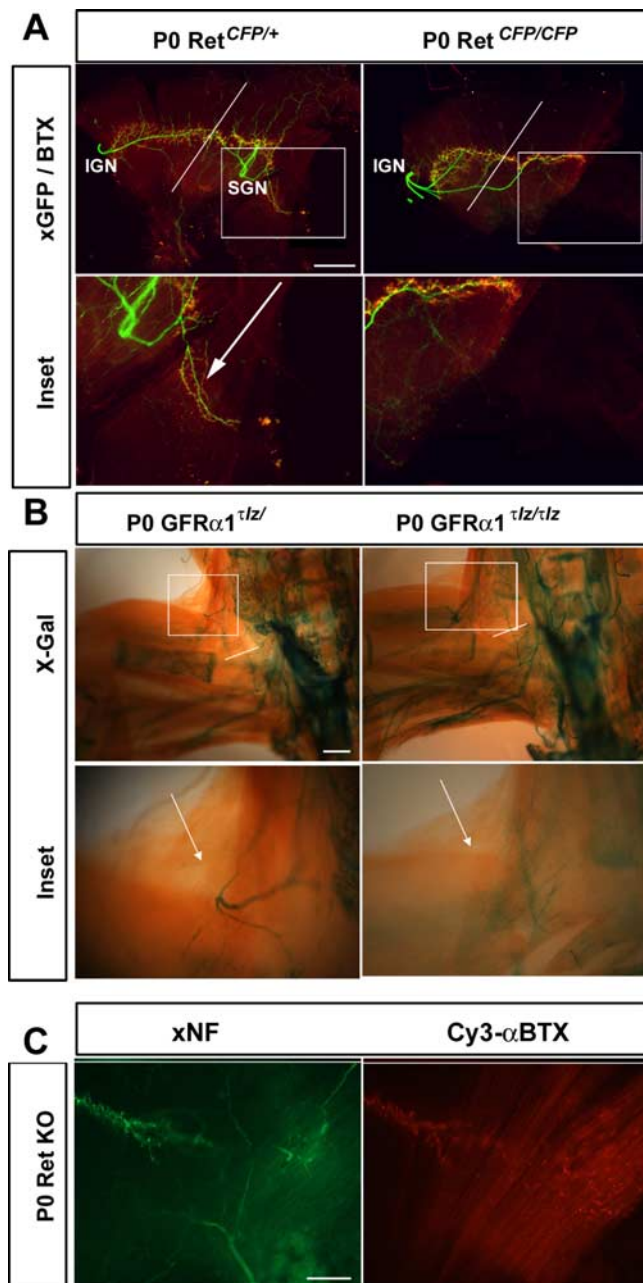 A
P0 Ret CFP/+
P0 Ret CFP/CFP
xGFP / BTX
IGN
SGN
IGN
Inset
B
P0 GFRα1 τlz/
P0 GFRα1 τlz/τlz
X-Gal
Inset
C
xNF
Cy3-αBTX
P0 Ret KO